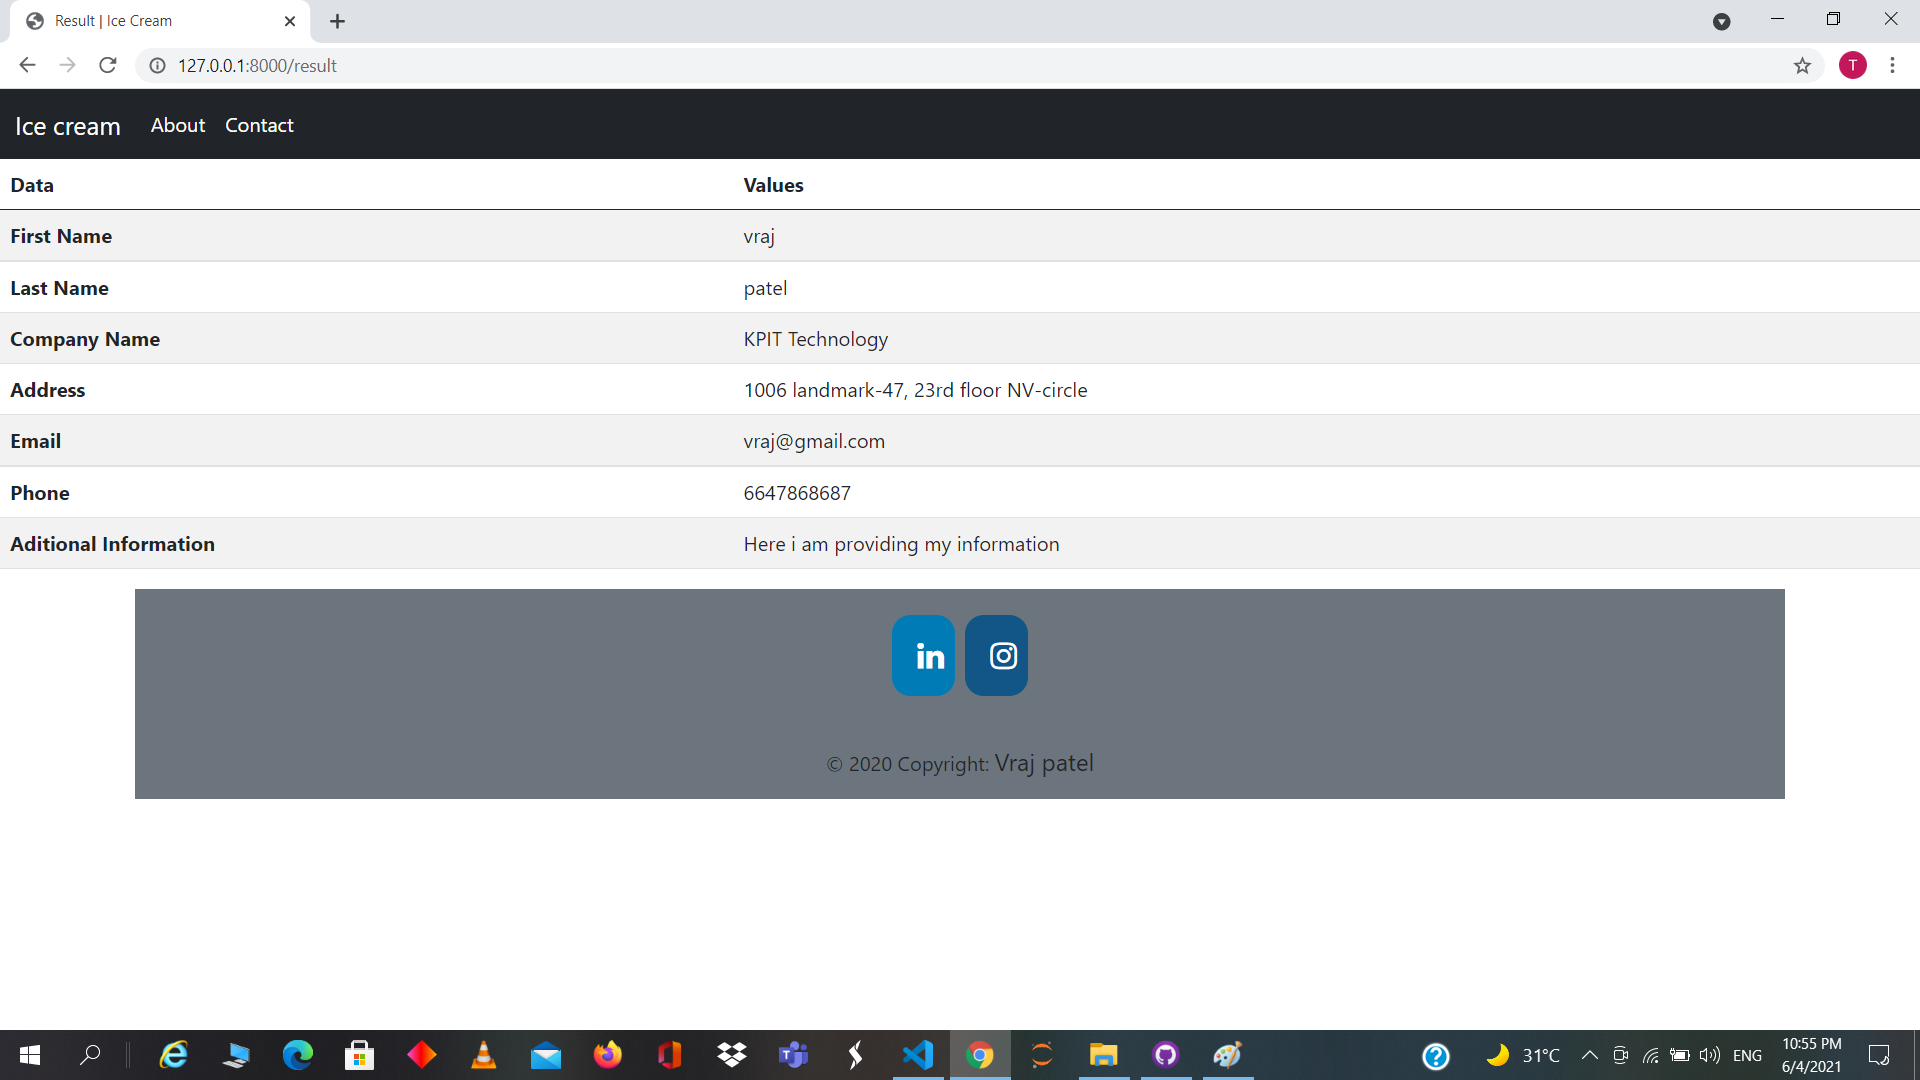 Result | Ice Cream
127.0.0.1:8000/result
T
Ice cream About Contact
Data Values
First Name vraj
Last Name patel
Company Name KPIT Technology
Address 1006 landmark-47, 23rd floor NV-circle
Email vraj@gmail.com
Phone 6647868687
Aditional Information Here i am providing my information
in
© 2020 Copyright: Vraj patel
31°C ENG 10:55 PM
6/4/2021